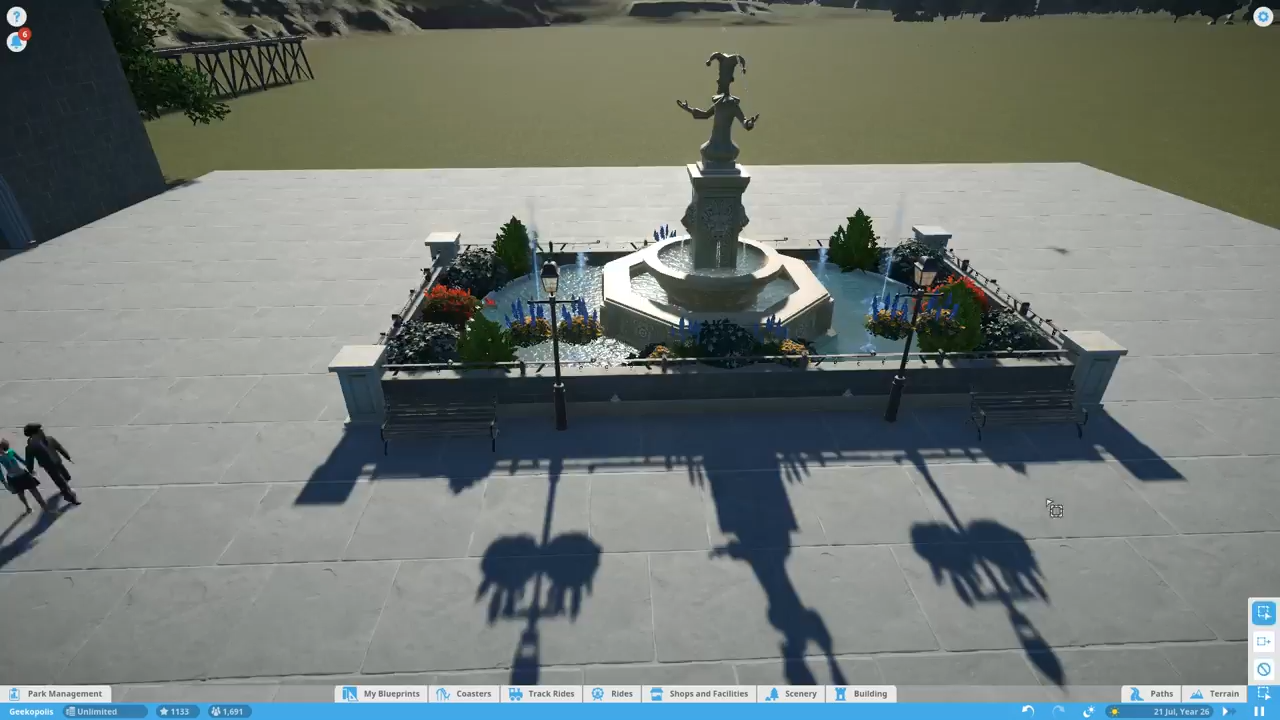 ?
6
Park Management
My Blueprints
Coasters
Track Rides
Rides
Shops and Facilities
Scenery
Building
Paths
Terrain
Geekopolis
Unlimited
1133
1,691
21 Jul, Year 26